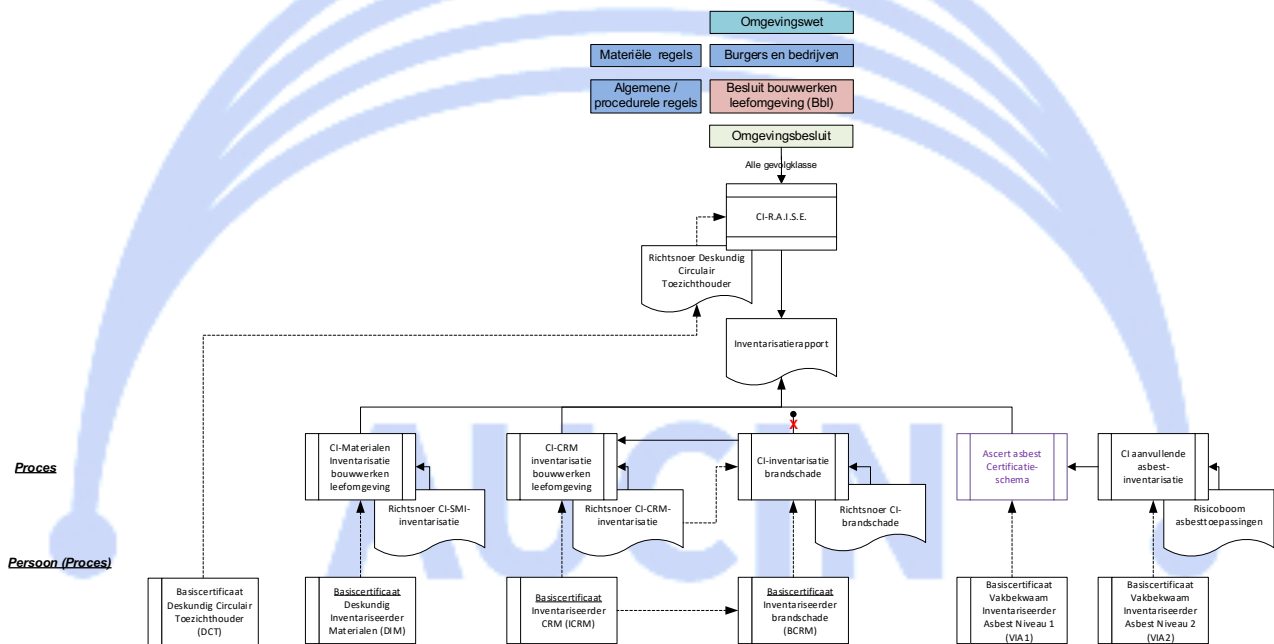 Omgevingswet
Materiële regels
Burgers en bedrijven
Algemene /
procedurele regels
Besluit bouwwerken
leefomgeving (Bbl)
Omgevingsbesluit
Alle gevolgklasse
CI-R.A.I.S.E.
Richtsnoer Deskundig
Circulair
Toezichthouder
Inventarisatierapport
X
Proces
CI-Materialen
Inventarisatie
bouwwerken
leefomgeving
Richtsnoer CI-SMI-
inventarisatie
CI-CRM
inventarisatie
bouwwerken
leefomgeving
Richtsnoer CI-CRM-
inventarisatie
CI-inventarisatie
brandschade
Richtsnoer CI-
brandschade
Ascert asbest
Certificatie-
schema
CI aanvullende
asbest-
inventarisatie
Risicoboom
asbesttoepassingen
AUCIN
Persoon (Proces)
Basiscertificaat
Deskundig Circulair
Toezichthouder
(DCT)
Basiscertificaat
Deskundig
Inventariseerder
Materialen (DIM)
Basiscertificaat
Inventariseerder
CRM (ICRM)
Basiscertificaat
Inventariseerder
brandschade
(BCRM)
Basiscertificaat
Vakbekwaam
Inventariseerder
Asbest Niveau 1
(VIA1)
Basiscertificaat
Vakbekwaam
Inventariseerder
Asbest Niveau 2
(VIA2)